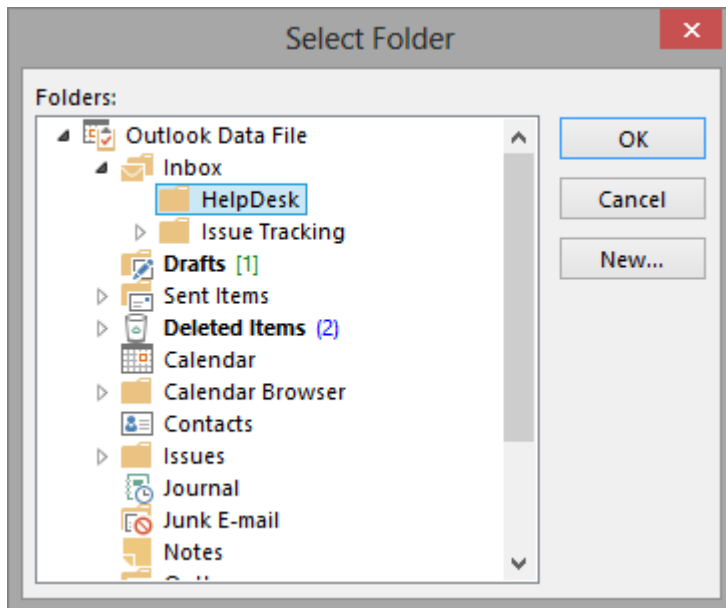 Select Folder
Folders:
Outlook Data File
Inbox
HelpDesk
Issue Tracking
Drafts [1]
Sent Items
Deleted Items (2)
Calendar
Calendar Browser
Contacts
Issues
Journal
Junk E-mail
Notes
OK
Cancel
New...